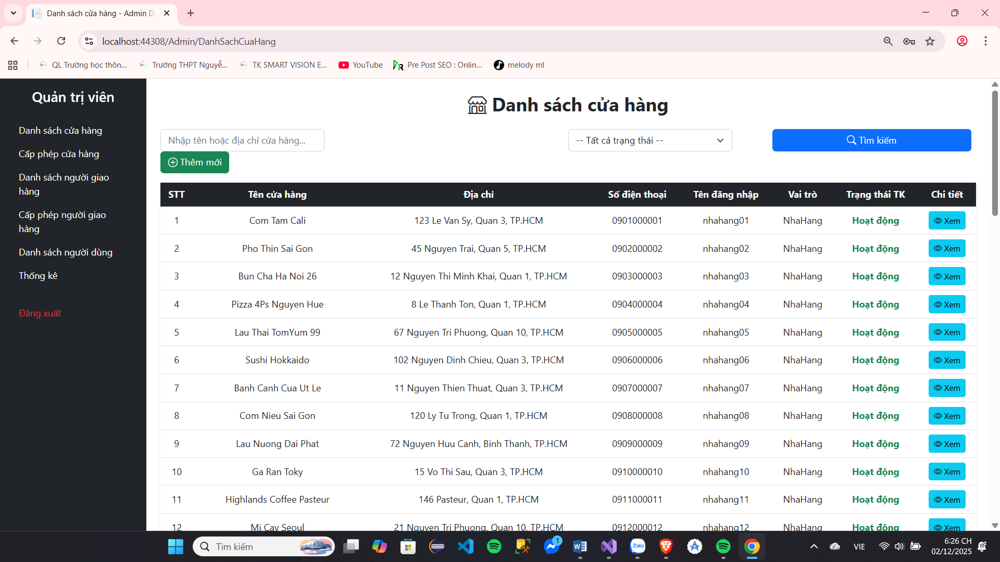 Danh sách cửa hàng - Admin Da
localhost:44308/Admin/DanhSachCuaHang
QL Trường học thôn...
Trường THPT Nguyễ...
TK SMART VISION E...
YouTube
Pre Post SEO : Onlin...
melody ml
Quản trị viên
Danh sách cửa hàng
Cấp phép cửa hàng
Danh sách người giao
hàng
Cấp phép người giao
hàng
Danh sách người dùng
Thống kê
Đăng xuất
Danh sách cửa hàng
Nhập tên hoặc địa chỉ cửa hàng...
-- Tất cả trạng thái --
Tìm kiếm
Thêm mới
STT Tên cửa hàng Địa chỉ Số điện thoại Tên đăng nhập Vai trò Trạng thái TK Chi tiết
1 Com Tam Cali 123 Le Van Sy, Quan 3, TP.HCM 0901000001 nhahang01 NhaHang Hoạt động Xem
2 Pho Thin Sai Gon 45 Nguyen Trai, Quan 5, TP.HCM 0902000002 nhahang02 NhaHang Hoạt động Xem
3 Bun Cha Ha Noi 26 12 Nguyen Thi Minh Khai, Quan 1, TP.HCM 0903000003 nhahang03 NhaHang Hoạt động Xem
4 Pizza 4Ps Nguyen Hue 8 Le Thanh Ton, Quan 1, TP.HCM 0904000004 nhahang04 NhaHang Hoạt động Xem
5 Lau Thai TomYum 99 67 Nguyen Tri Phuong, Quan 10, TP.HCM 0905000005 nhahang05 NhaHang Hoạt động Xem
6 Sushi Hokkaido 102 Nguyen Dinh Chieu, Quan 3, TP.HCM 0906000006 nhahang06 NhaHang Hoạt động Xem
7 Banh Canh Cua Ut Le 11 Nguyen Thien Thuat, Quan 3, TP.HCM 0907000007 nhahang07 NhaHang Hoạt động Xem
8 Com Nieu Sai Gon 120 Ly Tu Trong, Quan 1, TP.HCM 0908000008 nhahang08 NhaHang Hoạt động Xem
9 Lau Nuong Dai Phat 72 Nguyen Huu Canh, Binh Thanh, TP.HCM 0909000009 nhahang09 NhaHang Hoạt động Xem
10 Ga Ran Toky 15 Vo Thi Sau, Quan 3, TP.HCM 0910000010 nhahang10 NhaHang Hoạt động Xem
11 Highlands Coffee Pasteur 146 Pasteur, Quan 1, TP.HCM 0911000011 nhahang11 NhaHang Hoạt động Xem
12 Mi Cay Seoul 21 Nguyen Tri Phuong, Quan 10, TP.HCM 0912000012 nhahang12 NhaHang Hoạt động Xem
Tìm kiếm
1
Zalo
VIE
6:26 CH
02/12/2025